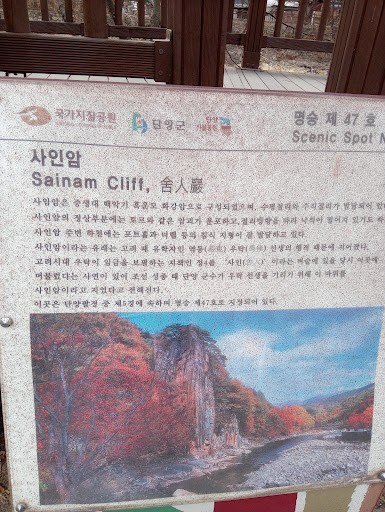 국가지질공원 단양군 명승 제 47 호
Scenic Spot N
사인암
Sainam Cliff, 舍人巖
사암암은 중생대 백악기 흑운모 화강암으로 구성되었으며, 수평절리와 수직절리가 발달되어 있
사인암의 정상부분에는 토르와 같은 암괴가 분포하고, 절리방향을 따라 낙석이 떨어져 있기도 하
사인암 주변 하천에는 포트홀과 너럭 등의 침식 지형이 잘 발달하고 있다.
사인암이라는 유래는 고려 때 유학자인 역동 우탁 선생의 행적 때문에 지어졌다.
고려시대 우탁이 임금을 보필하는 직책인 정4품 '사인' 이라는 벼슬에 있을 당시 이곳에
머물렀다는 사연이 있어 조선 성종 때 단양 군수가 우탁 선생을 기리기 위해 이 바위를
사인암이라고 지었다고 전해진다.
이곳은 단양팔경 중 제5경에 속하며, 명승 제47호로 지정되어 있다.